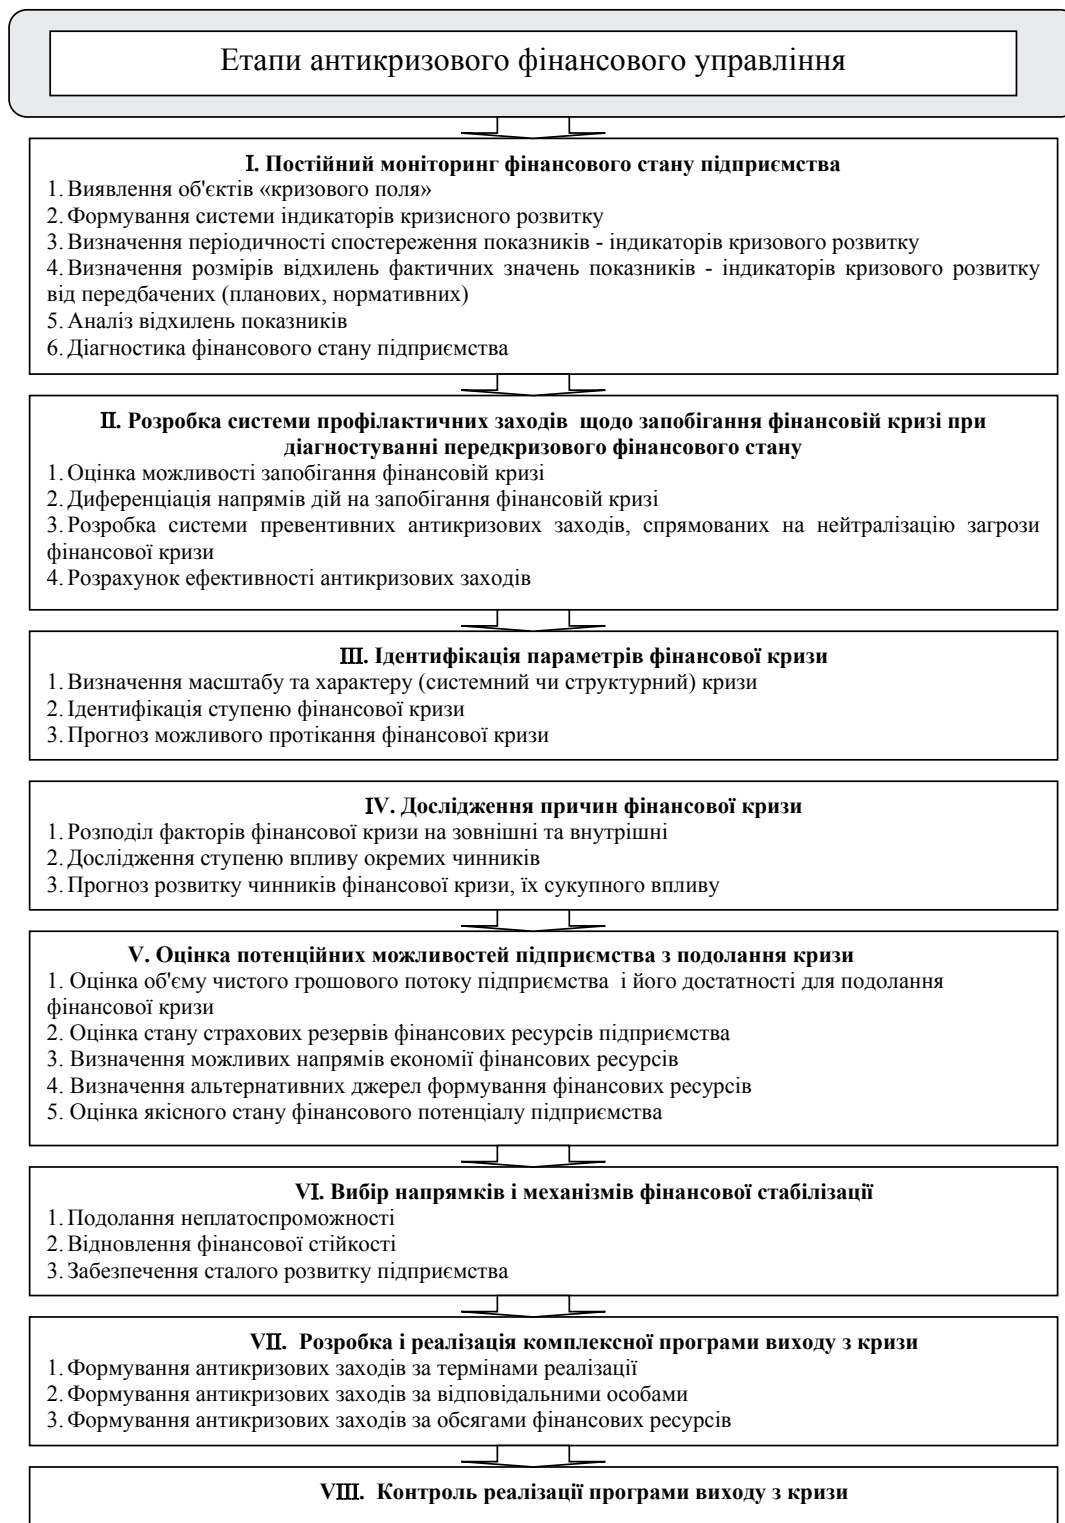 Етапи антикризового фінансового управління
I. Постійний моніторинг фінансового стану підприємства
1. Виявлення об'єктів «кризового поля»
2. Формування системи індикаторів кризисного розвитку
3. Визначення періодичності спостереження показників - індикаторів кризового розвитку
4. Визначення розмірів відхилень фактичних значень показників - індикаторів кризового розвитку
від передбачених (планових, нормативних)
5. Аналіз відхилень показників
6. Діагностика фінансового стану підприємства
II. Розробка системи профілактичних заходів щодо запобігання фінансовій кризі при
діагностуванні передкризового фінансового стану
1. Оцінка можливості запобігання фінансовій кризі
2. Диференціація напрямів дій на запобігання фінансовій кризі
3. Розробка системи превентивних антикризових заходів, спрямованих на нейтралізацію загрози
фінансової кризи
4. Розрахунок ефективності антикризових заходів
III. Ідентифікація параметрів фінансової кризи
1. Визначення масштабу та характеру (системний чи структурний) кризи
2. Ідентифікація ступеню фінансової кризи
3. Прогноз можливого протікання фінансової кризи
IV. Дослідження причин фінансової кризи
1. Розподіл факторів фінансової кризи на зовнішні та внутрішні
2. Дослідження ступеню впливу окремих чинників
3. Прогноз розвитку чинників фінансової кризи, їх сукупного впливу
V. Оцінка потенційних можливостей підприємства з подолання кризи
1. Оцінка об'єму чистого грошового потоку підприємства і його достатності для подолання
фінансової кризи
2. Оцінка стану страхових резервів фінансових ресурсів підприємства
3. Визначення можливих напрямів економії фінансових ресурсів
4. Визначення альтернативних джерел формування фінансових ресурсів
5. Оцінка якісного стану фінансового потенціалу підприємства
VI. Вибір напрямків і механізмів фінансової стабілізації
1. Подолання неплатоспроможності
2. Відновлення фінансової стійкості
3. Забезпечення сталого розвитку підприємства
VII. Розробка і реалізація комплексної програми виходу з кризи
1. Формування антикризових заходів за термінами реалізації
2. Формування антикризових заходів за відповідальними особами
3. Формування антикризових заходів за обсягами фінансових ресурсів
VIII. Контроль реалізації програми виходу з кризи